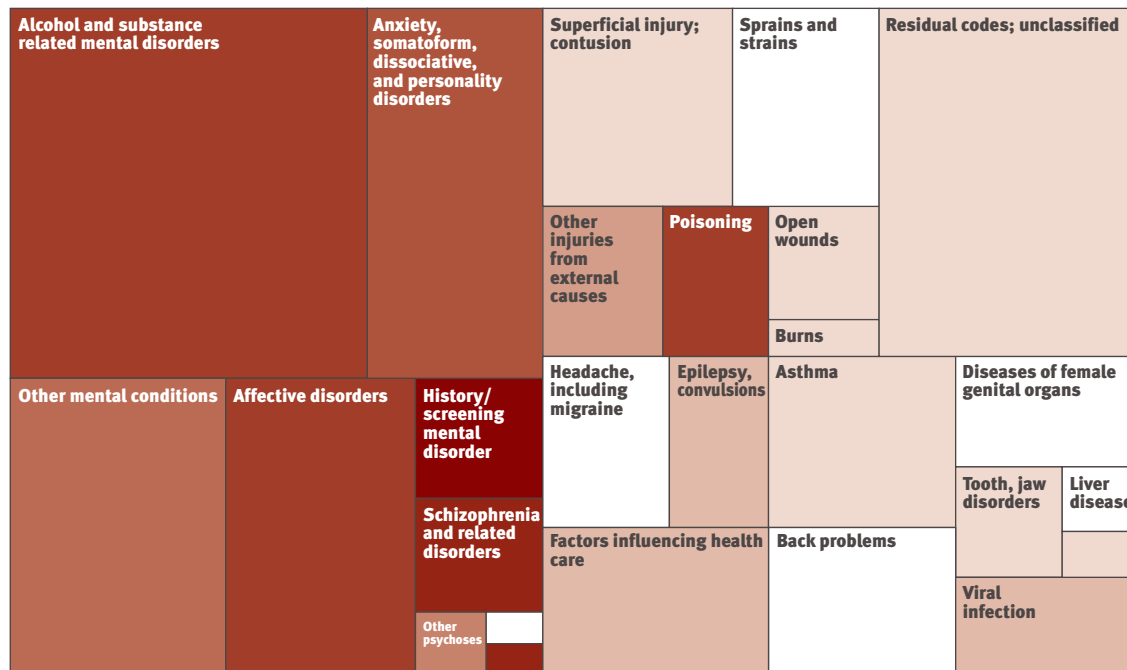 Alcohol and substance
related mental disorders
Anxiety,
somatoform,
dissociative,
and personality
disorders
Superficial injury;
contusion
Sprains and
strains
Residual codes; unclassified
Other
injuries
from
external
causes
Poisoning
Open
wounds
Burns
Other mental conditions
Affective disorders
History/
screening
mental
disorder
Schizophrenia
and related
disorders
Other
psychoses
Headache,
including
migraine
Epilepsy,
convulsions
Asthma
Diseases of female
genital organs
Tooth, jaw
disorders
Liver
disease
Factors influencing health
care
Back problems
Viral
infection